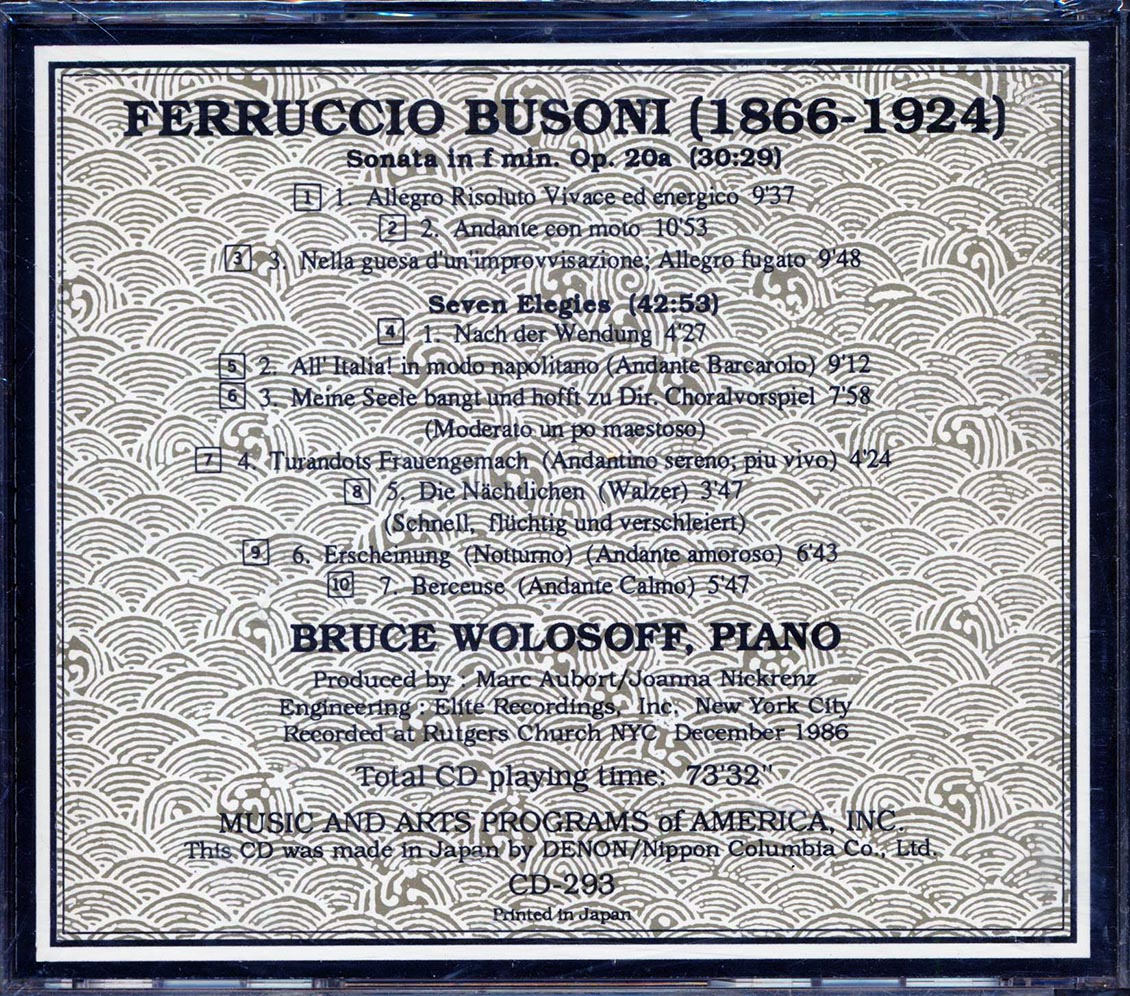 FERRUCCIO BUSONI (1866-1924)
Sonata in f min. Op. 20a (30:29)
1 1. Allegro Risoluto Vivace ed energico 9'37
2 2. Andante con moto 10'53
3 3. Nella guesa d'un'improvvisazione; Allegro fugato 9'48
Seven Elegies (42:53)
4 1. Nach der Wendung 4'27
5 2. All' Italia! in modo napolitano (Andante Barcarolo) 9'12
6 3. Meine Seele bangt und hofft zu Dir. Choralvorspiel 7'58
(Moderato un po maestoso)
7 4. Turandots Frauengemach (Andantino sereno; piu vivo) 4'24
8 5. Die Nächtlichen (Walzer) 3'47
(Schnell, flüchtig und verschleiert)
9 6. Erscheinung (Notturno) (Andante amoroso) 6'43
10 7. Berceuse (Andante Calmo) 5'47
BRUCE WOLOSOFF, PIANO
Produced by : Marc Aubort/Joanna Nickrenz
Engineering : Elite Recordings, Inc, New York City
Recorded at Rutgers Church NYC, December 1986
Total CD playing time: 73'32"
MUSIC AND ARTS PROGRAMS of AMERICA, INC.
This CD was made in Japan by DENON/Nippon Columbia Co., Ltd.
CD-293
Printed in Japan